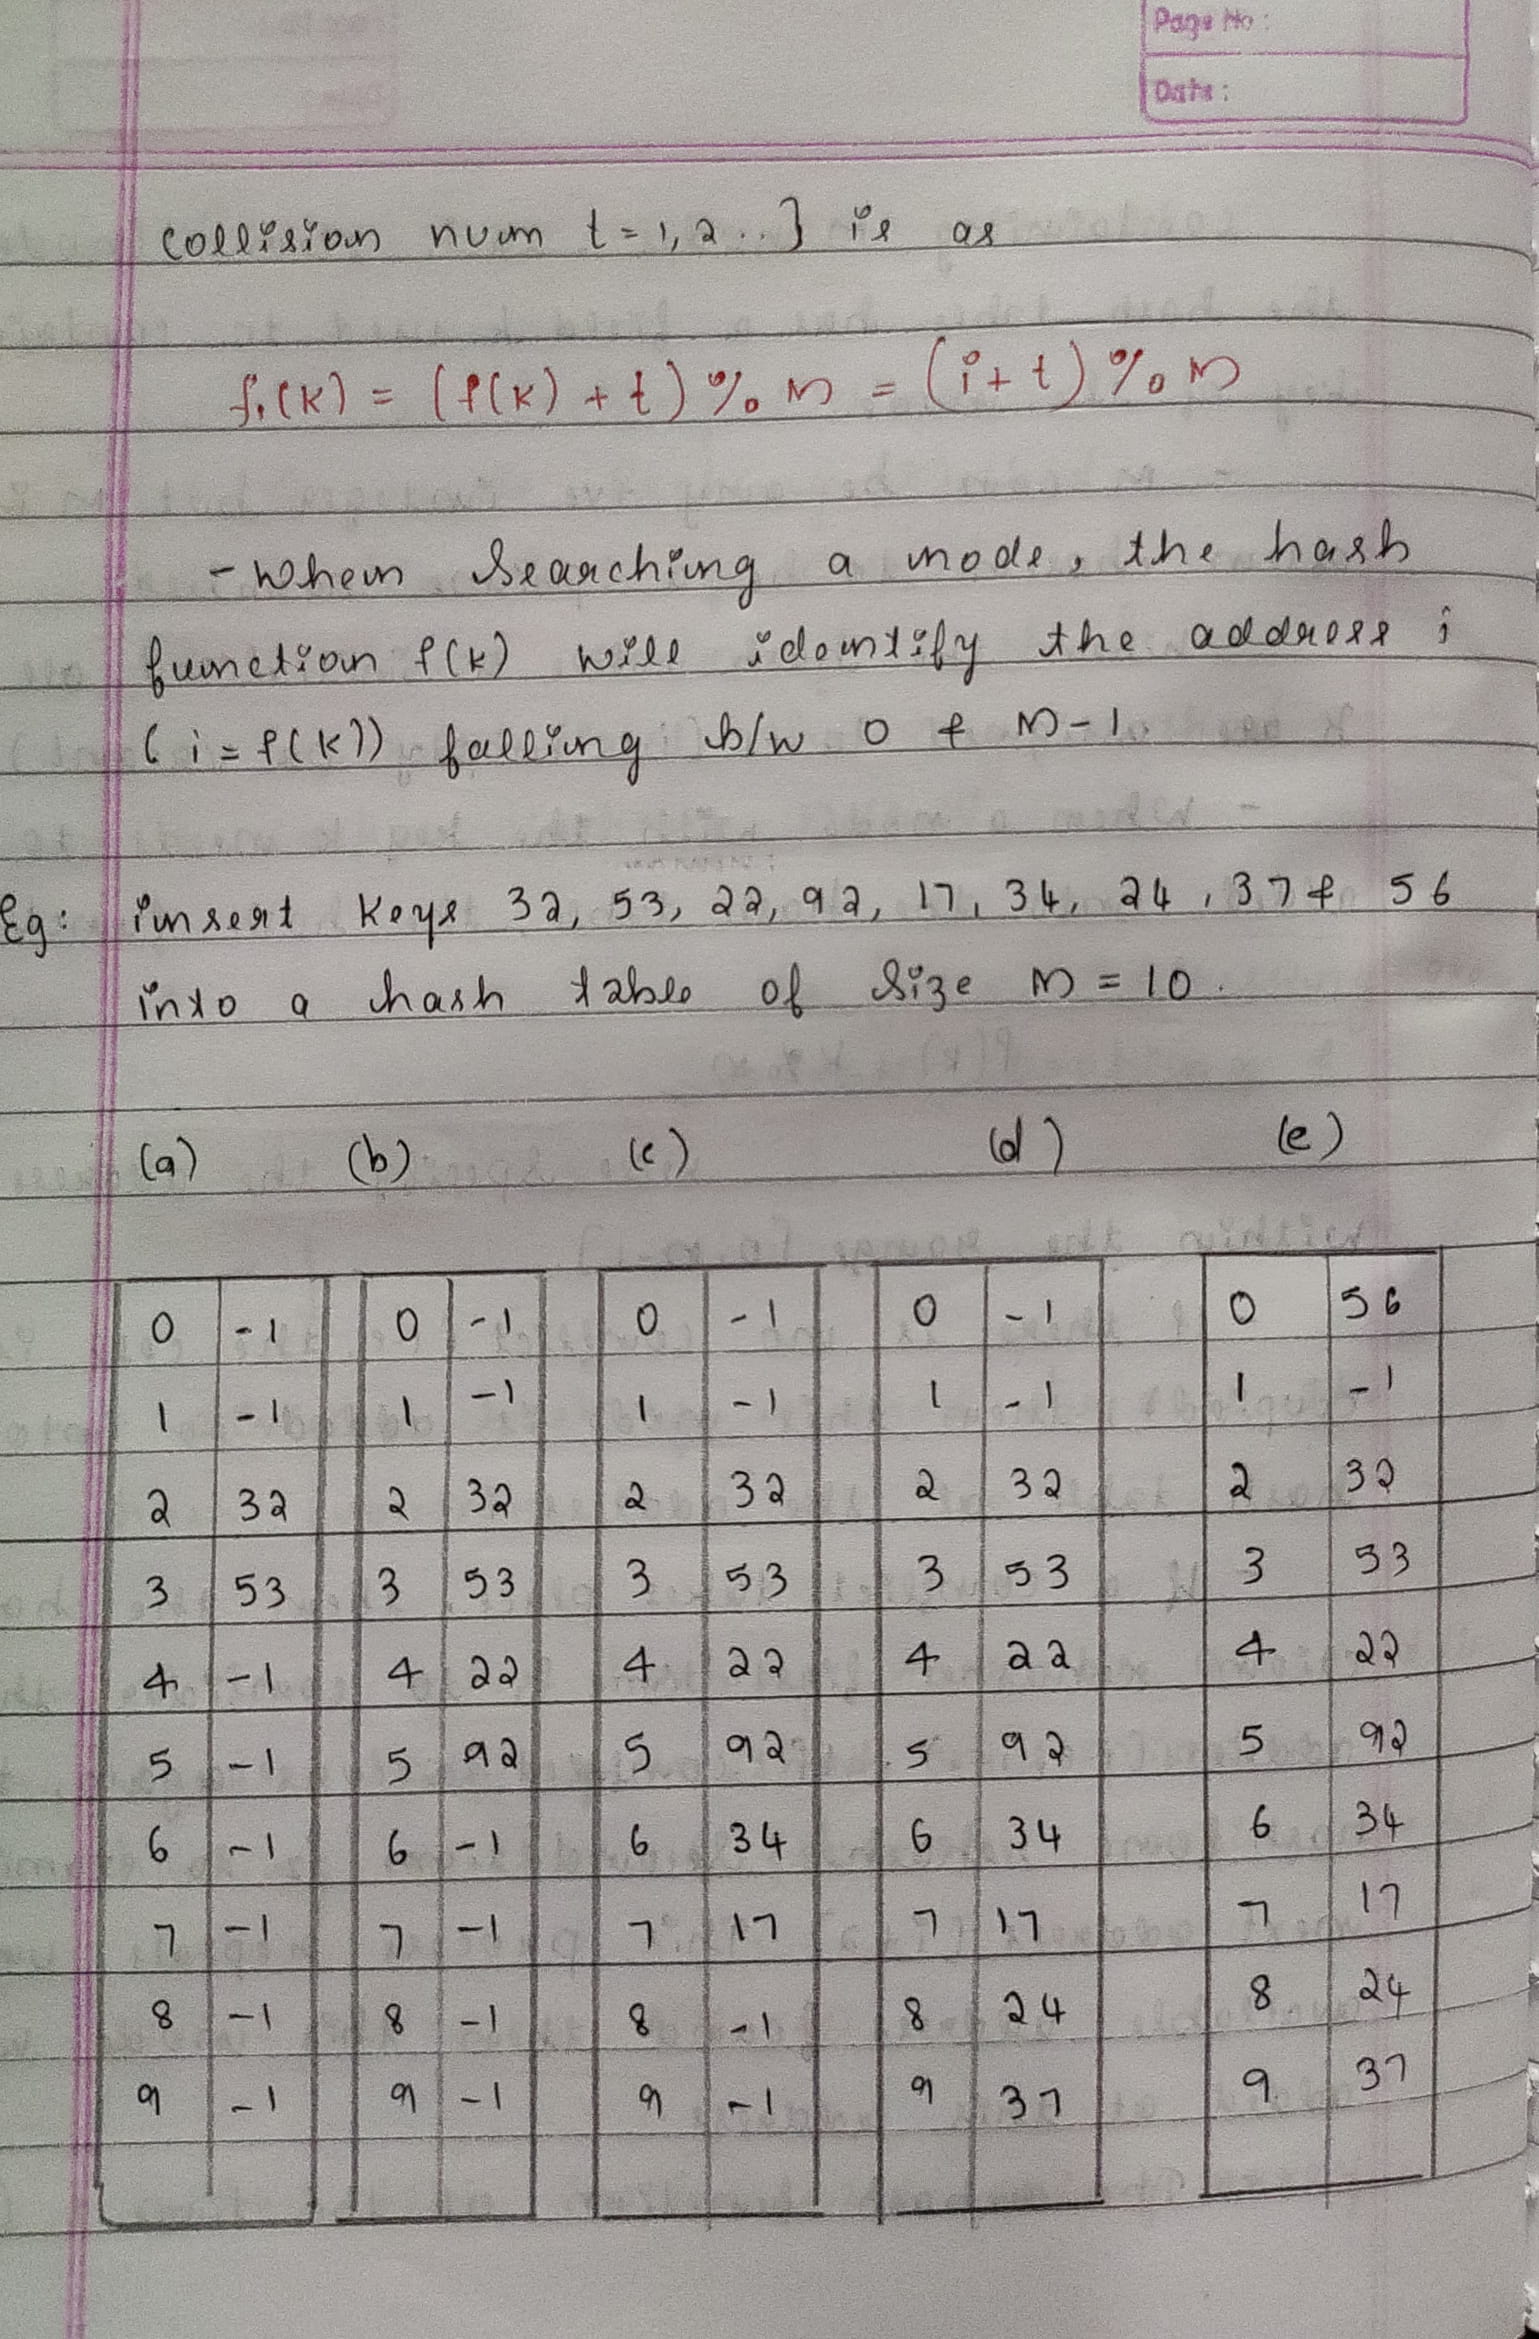 Page No :
Date :
collision num t = 1, 2 .. ] is as
f₁(k) = (f(k) + t) % M = (i + t) % M
- When searching a node, the hash
function f(k) will identify the address i
( i = f(k)) falling b/w 0 & M-1
Eg: insert keys 32, 53, 22, 92, 17, 34, 24, 37 & 56
into a hash table of size M = 10.
(a) (b) (c) (d) (e)
0 -1 0 -1 0 -1 0 -1 0 56
1 -1 1 -1 1 -1 1 -1 1 -1
2 32 2 32 2 32 2 32 2 32
3 53 3 53 3 53 3 53 3 53
4 -1 4 22 4 22 4 22 4 22
5 -1 5 92 5 92 5 92 5 92
6 -1 6 -1 6 34 6 34 6 34
7 -1 7 -1 7 17 7 17 7 17
8 -1 8 -1 8 -1 8 24 8 24
9 -1 9 -1 9 -1 9 37 9 37